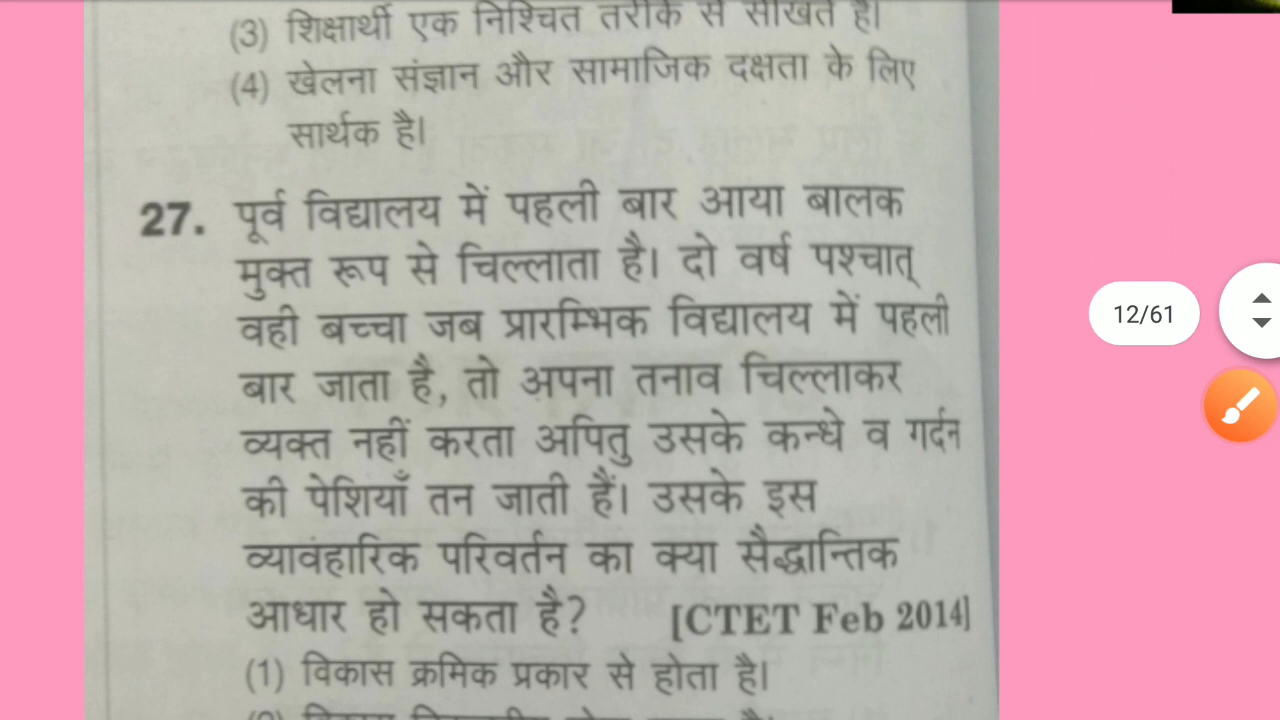 (3) शिक्षार्थी एक निश्चित तरीके से सीखते हैं।
(4) खेलना संज्ञान और सामाजिक दक्षता के लिए
सार्थक है।
27. पूर्व विद्यालय में पहली बार आया बालक
मुक्त रूप से चिल्लाता है। दो वर्ष पश्चात्
वही बच्चा जब प्रारम्भिक विद्यालय में पहली
बार जाता है, तो अपना तनाव चिल्लाकर
व्यक्त नहीं करता अपितु उसके कन्धे व गर्दन
की पेशियाँ तन जाती हैं। उसके इस
व्यावहारिक परिवर्तन का क्या सैद्धान्तिक
आधार हो सकता है? [CTET Feb 2014]
(1) विकास क्रमिक प्रकार से होता है।
12/61